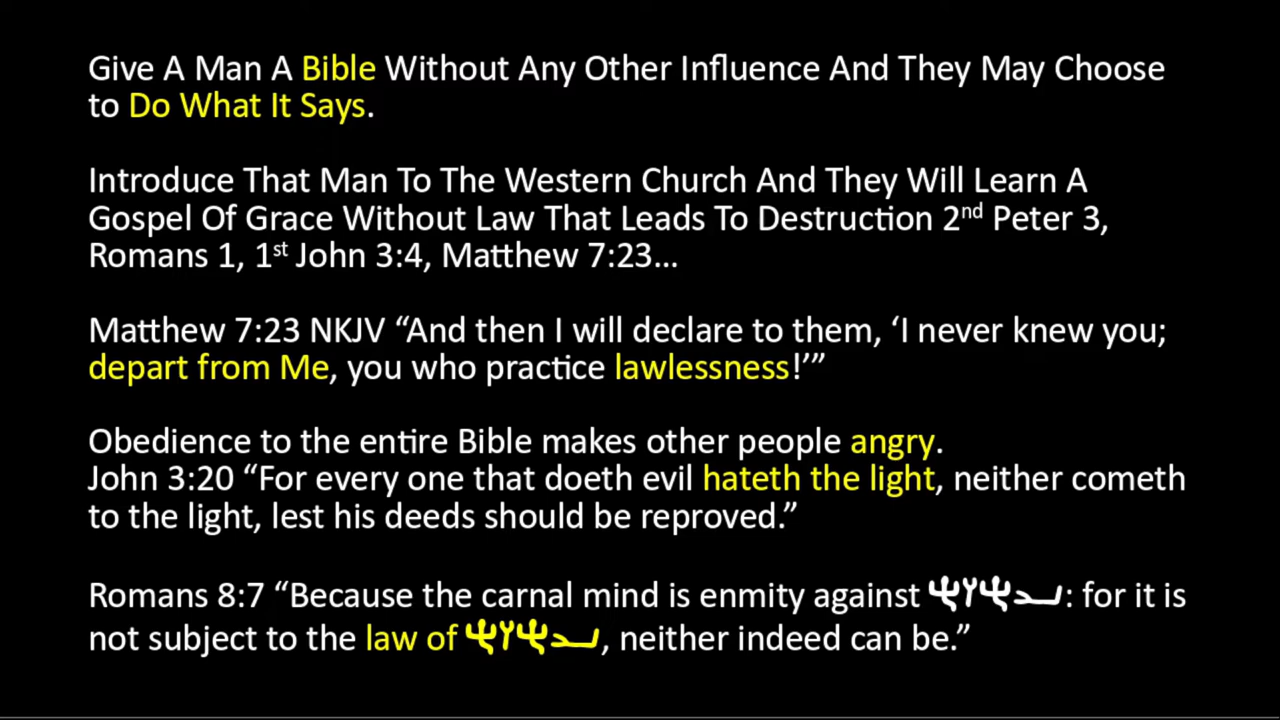 Give A Man A Bible Without Any Other Influence And They May Choose
to Do What It Says.
Introduce That Man To The Western Church And They Will Learn A
Gospel Of Grace Without Law That Leads To Destruction 2nd Peter 3,
Romans 1, 1st John 3:4, Matthew 7:23...
Matthew 7:23 NKJV “And then I will declare to them, ‘I never knew you;
depart from Me, you who practice lawlessness!’”
Obedience to the entire Bible makes other people angry.
John 3:20 “For every one that doeth evil hateth the light, neither cometh
to the light, lest his deeds should be reproved.”
Romans 8:7 “Because the carnal mind is enmity against 𐤉𐤄𐤅𐤄: for it is
not subject to the law of 𐤉𐤄𐤅𐤄, neither indeed can be.”